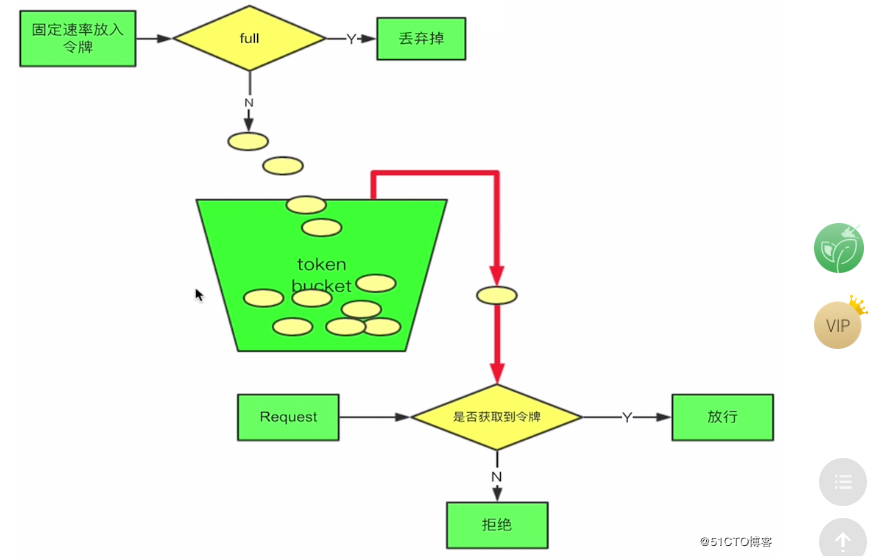 固定速率放入
令牌
full
Y
丢弃掉
N
token
bucket
VIP
Request
是否获取到令牌
Y
放行
N
拒绝
@51CTO博客